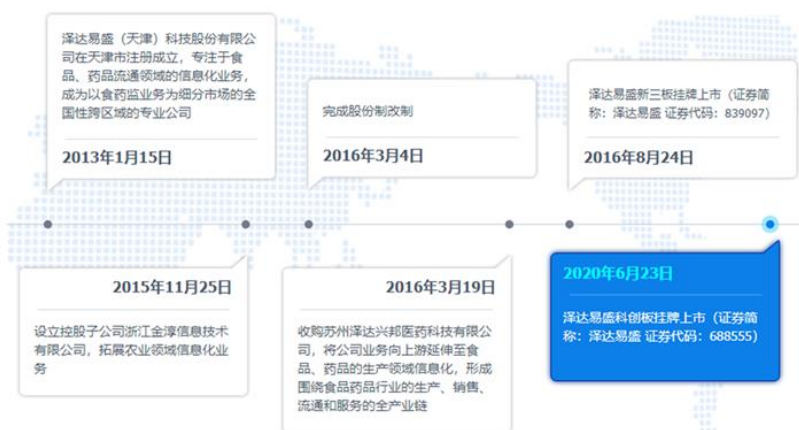 泽达易盛（天津）科技股份有限公
司在天津市注册成立，专注于食
品、药品流通领域的信息化业务，
成为以食药监业务为细分市场的全
国性跨区域的专业公司
2013年1月15日
2015年11月25日
设立控股子公司浙江金淳信息技术
有限公司，拓展农业领域信息化业
务
完成股份制改制
2016年3月4日
2016年3月19日
收购苏州泽达兴邦医药科技有限公
司，将公司业务向上游延伸至食
品、药品的生产领域信息化，形成
围绕食品药品行业的生产、销售、
流通和服务的全产业链
泽达易盛新三板挂牌上市（证券简
称：泽达易盛 证券代码：839097）
2016年8月24日
2020年6月23日
泽达易盛科创板挂牌上市（证券简
称：泽达易盛 证券代码：688555）